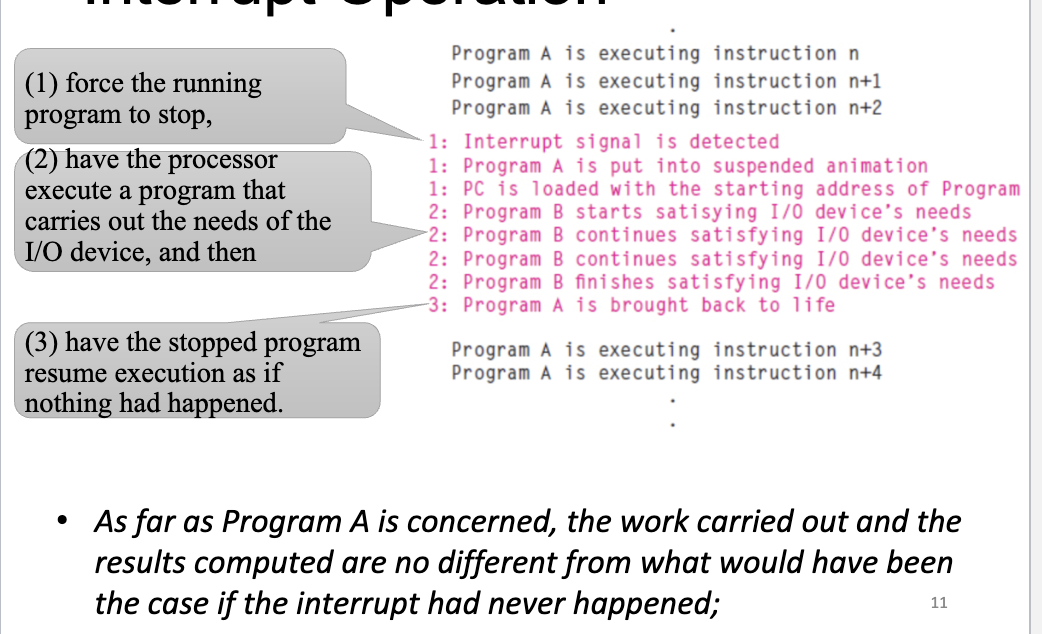 Interrupt Operation
.
Program A is executing instruction n
Program A is executing instruction n+1
Program A is executing instruction n+2
(1) force the running
program to stop,
1: Interrupt signal is detected
1: Program A is put into suspended animation
1: PC is loaded with the starting address of Program
(2) have the processor
execute a program that
carries out the needs of the
I/O device, and then
2: Program B starts satisying I/O device's needs
2: Program B continues satisfying I/O device's needs
2: Program B continues satisfying I/O device's needs
2: Program B finishes satisfying I/O device's needs
3: Program A is brought back to life
(3) have the stopped program
resume execution as if
nothing had happened.
Program A is executing instruction n+3
Program A is executing instruction n+4
.
.
• As far as Program A is concerned, the work carried out and the
results computed are no different from what would have been
the case if the interrupt had never happened;
11